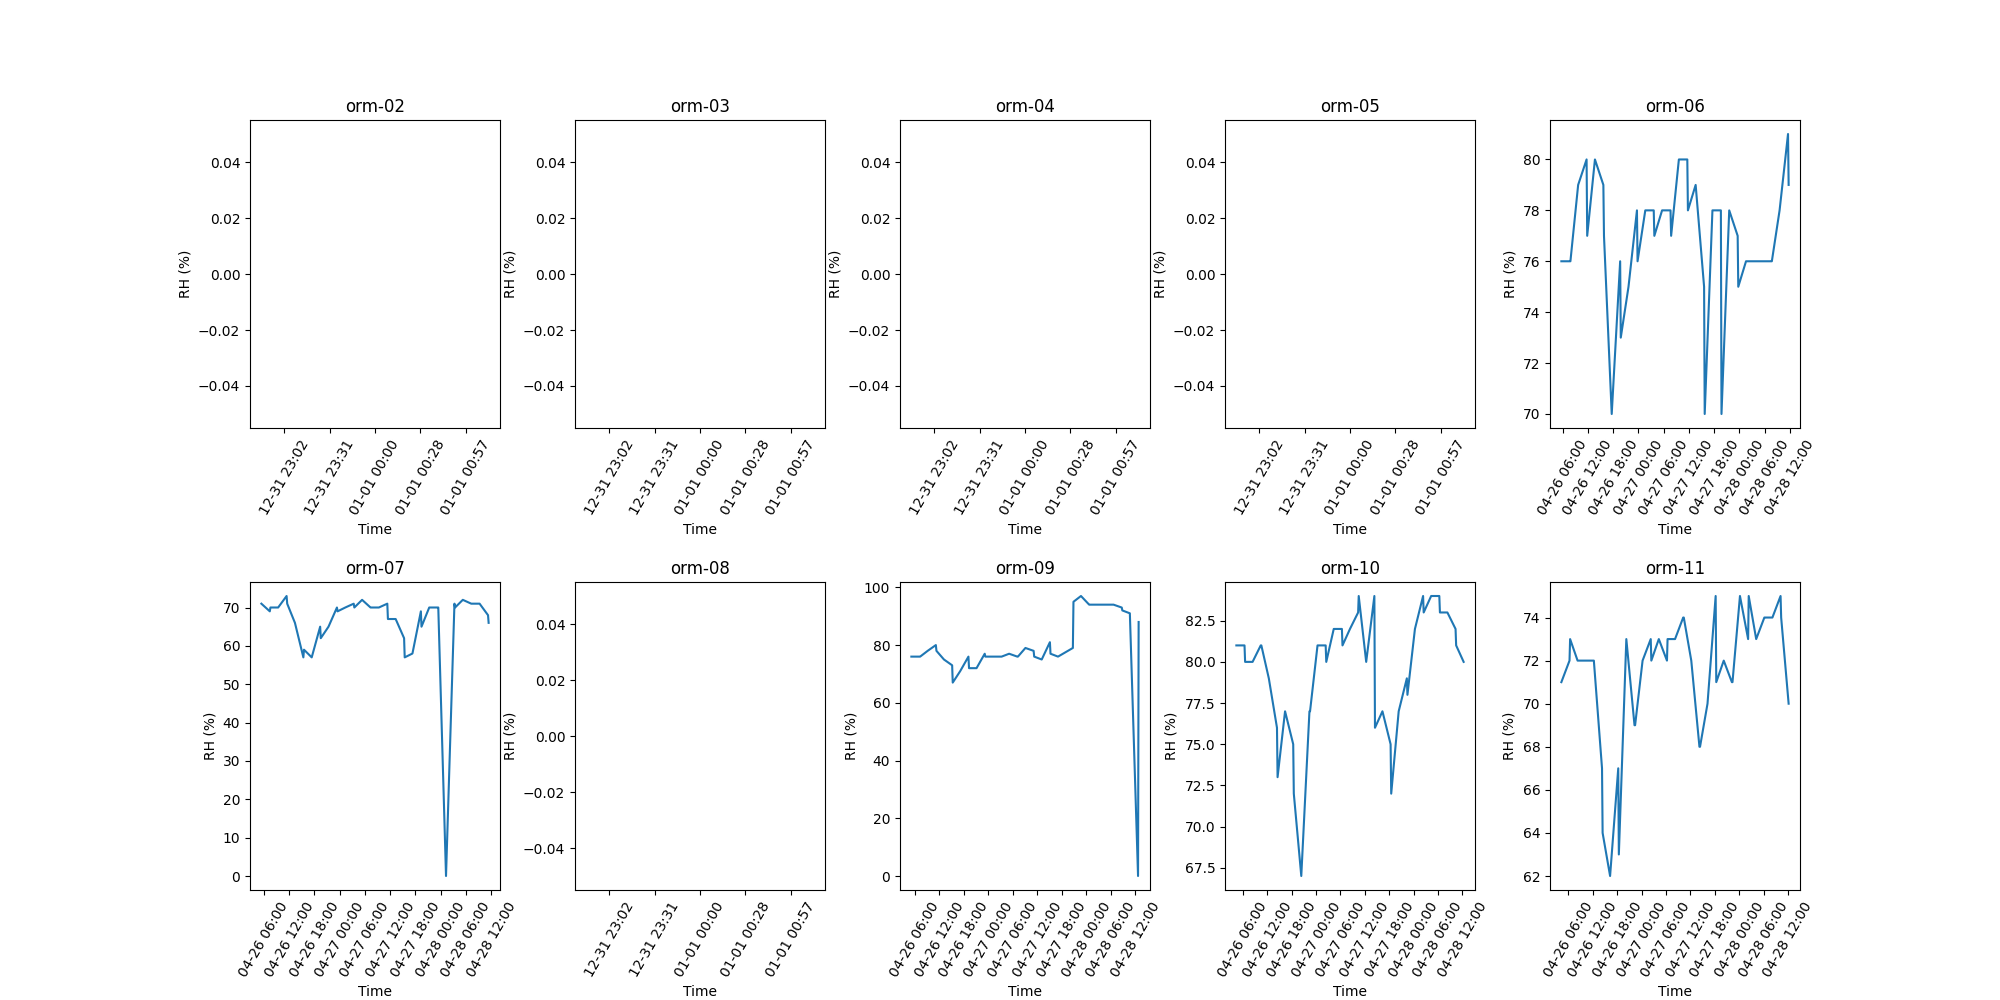 orm-02 orm-03 orm-04 orm-05 orm-06
0.04 0.04 0.04 0.04 80
0.02 0.02 0.02 0.02 78
0.00 0.00 0.00 0.00 76
−0.02 −0.02 −0.02 −0.02 74
−0.04 −0.04 −0.04 −0.04 72
70
RH (%) RH (%) RH (%) RH (%) RH (%)
12-31 23:02 12-31 23:31 01-01 00:00 01-01 00:28 01-01 00:57
12-31 23:02 12-31 23:31 01-01 00:00 01-01 00:28 01-01 00:57
12-31 23:02 12-31 23:31 01-01 00:00 01-01 00:28 01-01 00:57
12-31 23:02 12-31 23:31 01-01 00:00 01-01 00:28 01-01 00:57
04-26 06:00 04-26 12:00 04-26 18:00 04-27 00:00 04-27 06:00 04-27 12:00 04-27 18:00 04-28 00:00 04-28 06:00 04-28 12:00
Time Time Time Time Time
orm-07 orm-08 orm-09 orm-10 orm-11
70 0.04 100 82.5 74
60 0.02 80 80.0 72
50 0.00 60 77.5 70
40 −0.02 40 75.0 68
30 −0.04 20 72.5 66
20 0 70.0 64
10 67.5 62
0
RH (%) RH (%) RH (%) RH (%) RH (%)
04-26 06:00 04-26 12:00 04-26 18:00 04-27 00:00 04-27 06:00 04-27 12:00 04-27 18:00 04-28 00:00 04-28 06:00 04-28 12:00
12-31 23:02 12-31 23:31 01-01 00:00 01-01 00:28 01-01 00:57
04-26 06:00 04-26 12:00 04-26 18:00 04-27 00:00 04-27 06:00 04-27 12:00 04-27 18:00 04-28 00:00 04-28 06:00 04-28 12:00
04-26 06:00 04-26 12:00 04-26 18:00 04-27 00:00 04-27 06:00 04-27 12:00 04-27 18:00 04-28 00:00 04-28 06:00 04-28 12:00
04-26 06:00 04-26 12:00 04-26 18:00 04-27 00:00 04-27 06:00 04-27 12:00 04-27 18:00 04-28 00:00 04-28 06:00 04-28 12:00
Time Time Time Time Time